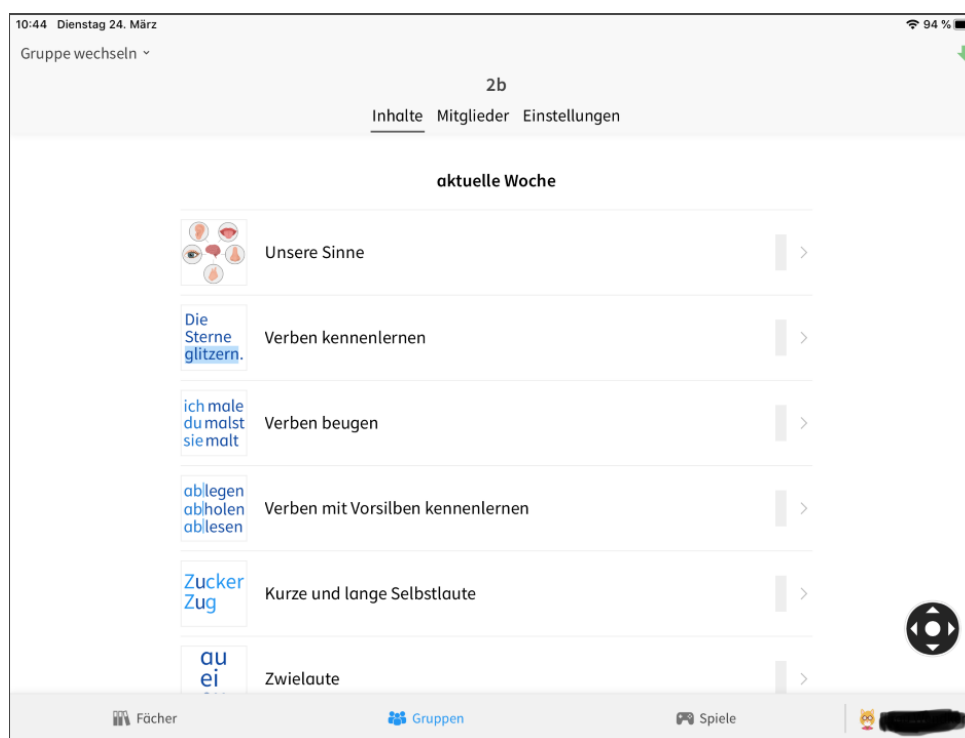 10:44 Dienstag 24. März
94 %
Gruppe wechseln
2b
Inhalte Mitglieder Einstellungen
aktuelle Woche
Unsere Sinne
Die
Sterne
glitzern.
Verben kennenlernen
ich male
du malst
sie malt
Verben beugen
ab|legen
ab|holen
ab|lesen
Verben mit Vorsilben kennenlernen
Zucker
Zug
Kurze und lange Selbstlaute
au
ei
Zwielaute
Fächer
Gruppen
Spiele